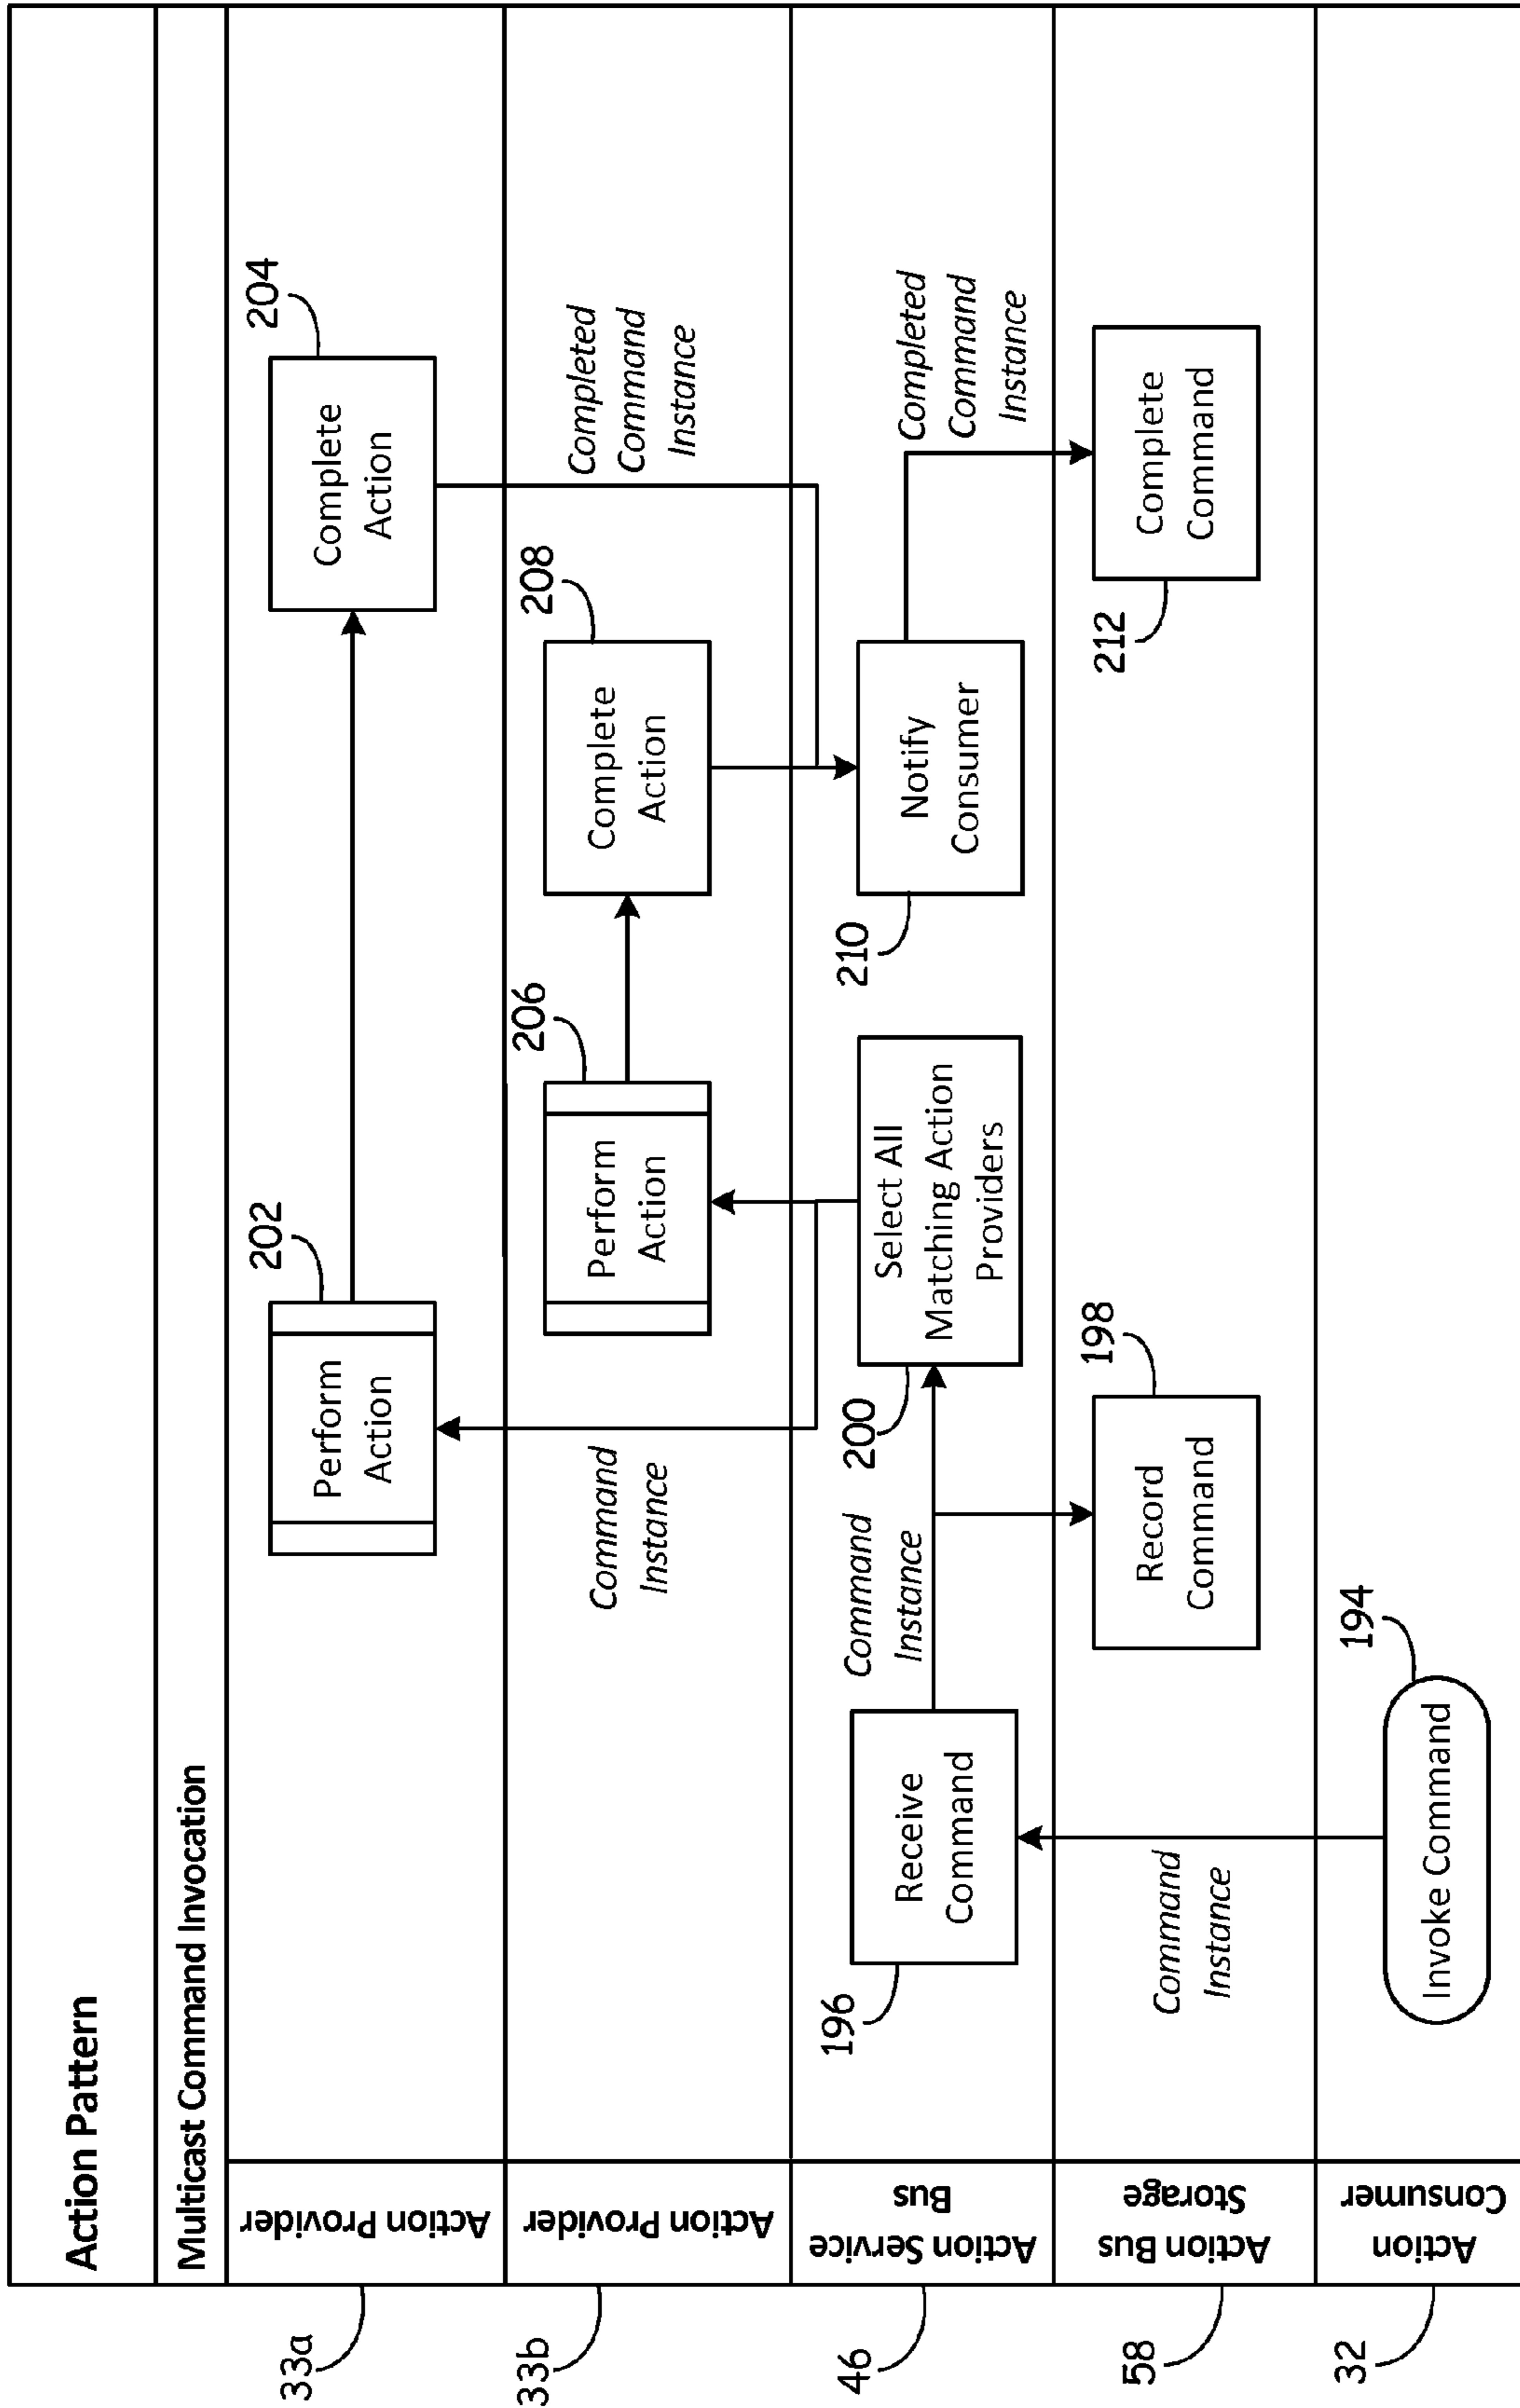 Action Pattern
Multicast Command Invocation
33a
Action Provider
202
Perform
Action
204
Complete
Action
33b
Action Provider
Command
Instance
206
Perform
Action
208
Complete
Action
Completed
Command
Instance
46
Action Service
Bus
196
Receive
Command
Command
Instance
200
Select All
Matching Action
Providers
210
Notify
Consumer
Completed
Command
Instance
58
Action Bus
Storage
Command
Instance
198
Record
Command
212
Complete
Command
32
Action
Consumer
194
Invoke Command